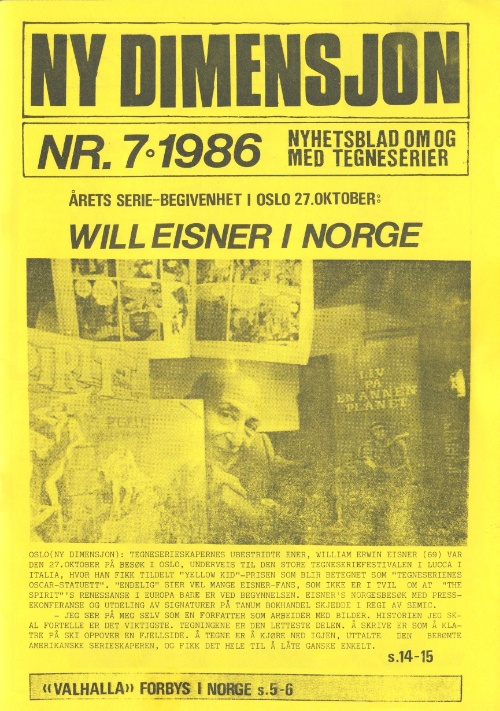 NY DIMENSJON
NR. 7·1986
NYHETSBLAD OM OG
MED TEGNESERIER
ÅRETS SERIE-BEGIVENHET I OSLO 27.OKTOBER:
WILL EISNER I NORGE
LIV
PÅ
EN ANNEN
PLANET
OSLO(NY DIMENSJON): TEGNESERIESKAPERNES UBESTRIDTE ENER, WILLIAM ERWIN EISNER (69) VAR
DEN 27.OKTOBER PÅ BESØK I OSLO, UNDERVEIS TIL DEN STORE TEGNESERIEFESTIVALEN I LUCCA I
ITALIA, HVOR HAN FIKK TILDELT "YELLOW KID"-PRISEN SOM BLIR BETEGNET SOM "TEGNESERIENES
OSCAR-STATUETT". "ENDELIG" SIER VEL MANGE EISNER-FANS, SOM IKKE ER I TVIL OM AT "THE
SPIRIT"'S RENESSANSE I EUROPA BARE ER VED BEGYNNELSEN. EISNER'S NORGESBESØK MED PRESS-
EKONFERANSE OG UTDELING AV SIGNATURER PÅ TANUM BOKHANDEL SKJEDDE I REGI AV SEMIC.
- JEG SER PÅ MEG SELV SOM EN FORFATTER SOM ARBEIDER MED BILDER. HISTORIEN JEG SK-
AL FORTELLE ER DET VIKTIGSTE. TEGNINGENE ER DEN LETTESTE DELEN. Å SKRIVE ER SOM Å KLA-
TRE PÅ SKI OPPOVER EN FJELLSIDE. Å TEGNE ER Å KJØRE NED IGJEN, UTTALTE DEN BERØMTE
AMERIKANSKE SERIESKAPEREN, OG FIKK DET HELE TIL Å LÅTE GANSKE ENKELT.
s.14-15
«VALHALLA» FORBYS I NORGE s.5-6